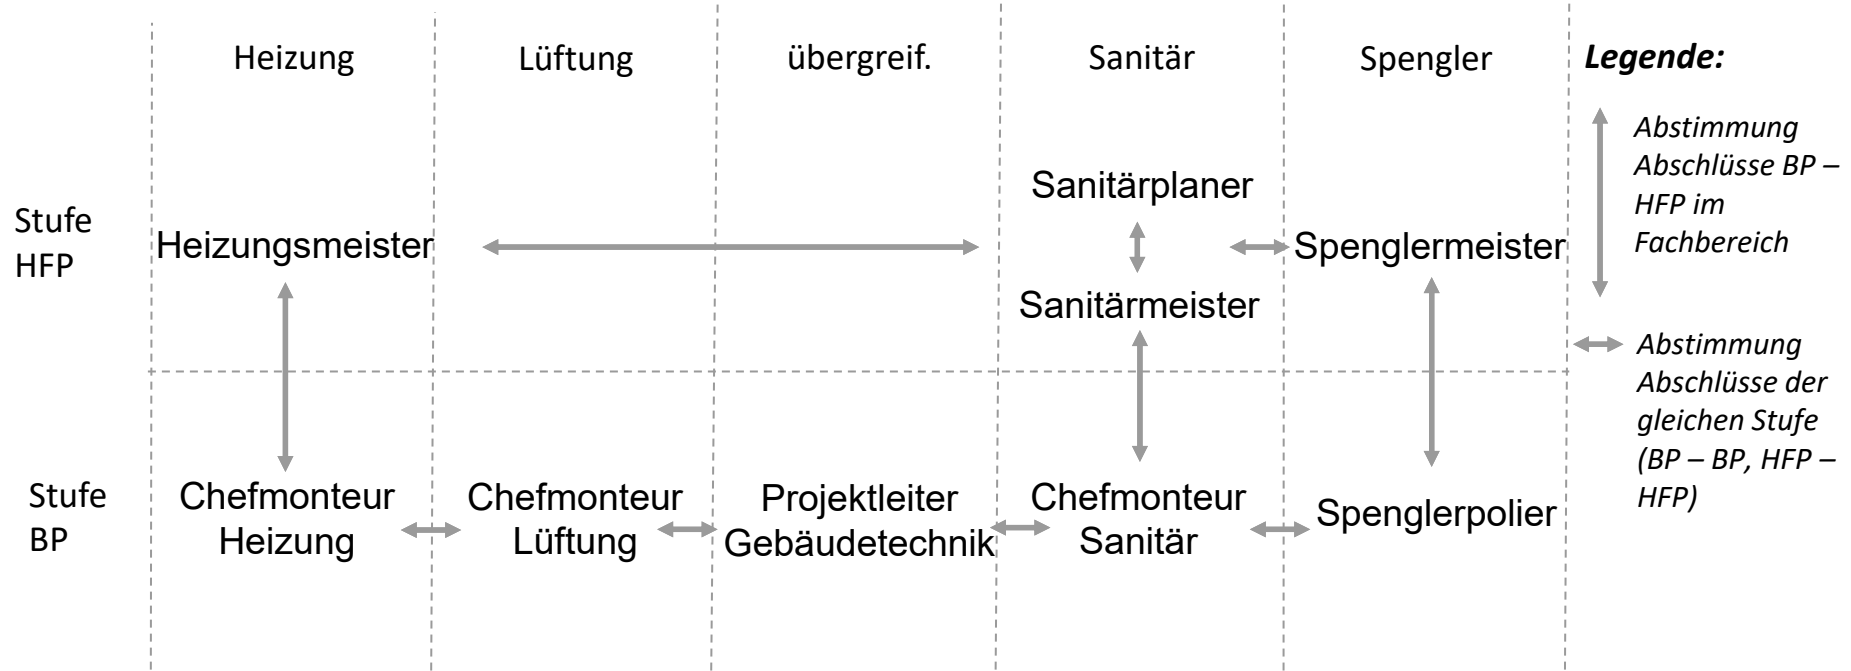 Heizung
Lüftung
übergreif.
Sanitär
Spengler
Legende:
Abstimmung
Abschlüsse BP –
HFP im
Fachbereich
Abstimmung
Abschlüsse der
gleichen Stufe
(BP – BP, HFP –
HFP)
Stufe
HFP
Heizungsmeister
Sanitärplaner
Sanitärmeister
Spenglermeister
Stufe
BP
Chefmonteur
Heizung
Chefmonteur
Lüftung
Projektleiter
Gebäudetechnik
Chefmonteur
Sanitär
Spenglerpolier